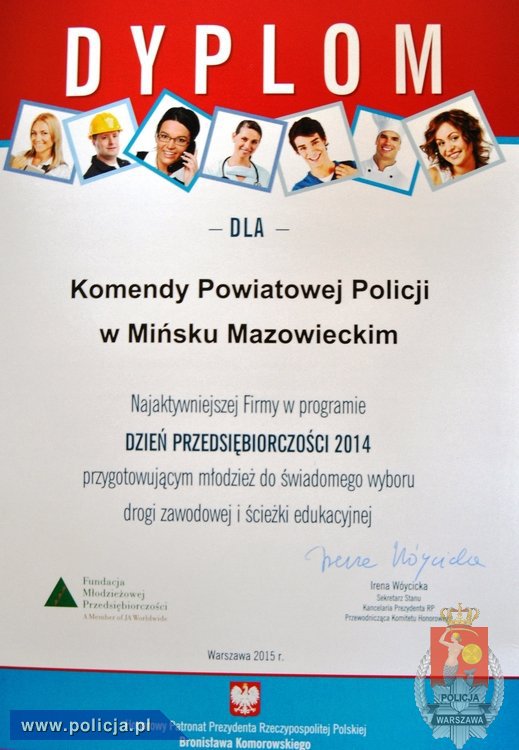 DYPLOM
– DLA –
Komendy Powiatowej Policji
w Mińsku Mazowieckim
Najaktywniejszej Firmy w programie
DZIEŃ PRZEDSIĘBIORCZOŚCI 2014
przygotowującym młodzież do świadomego wyboru
drogi zawodowej i ścieżki edukacyjnej
Irena Wóycicka
Fundacja
Młodzieżowej
Przedsiębiorczości
A Member of JA Worldwide
Irena Wóycicka
Sekretarz Stanu
Kancelaria Prezydenta RP
Przewodnicząca Komitetu Honorowego
Warszawa 2015 r.
Patronat Prezydenta Rzeczypospolitej Polskiej
Bronisława Komorowskiego
www.policja.pl
POLICJA
WARSZAWA